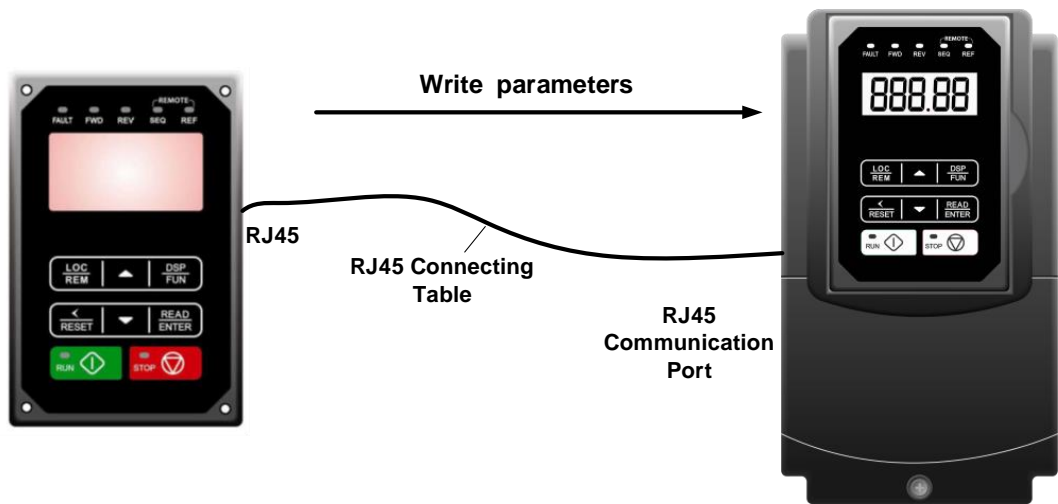 REMOTE
FAULT FWD REV SEQ REF
LOC
REM
DSP
FUN
<
RESET
READ
ENTER
RUN
STOP
Write parameters
RJ45
RJ45 Connecting
Table
RJ45
Communication
Port
REMOTE
FAULT FWD REV SEQ REF
888.88
LOC
REM
DSP
FUN
<
RESET
READ
ENTER
RUN
STOP